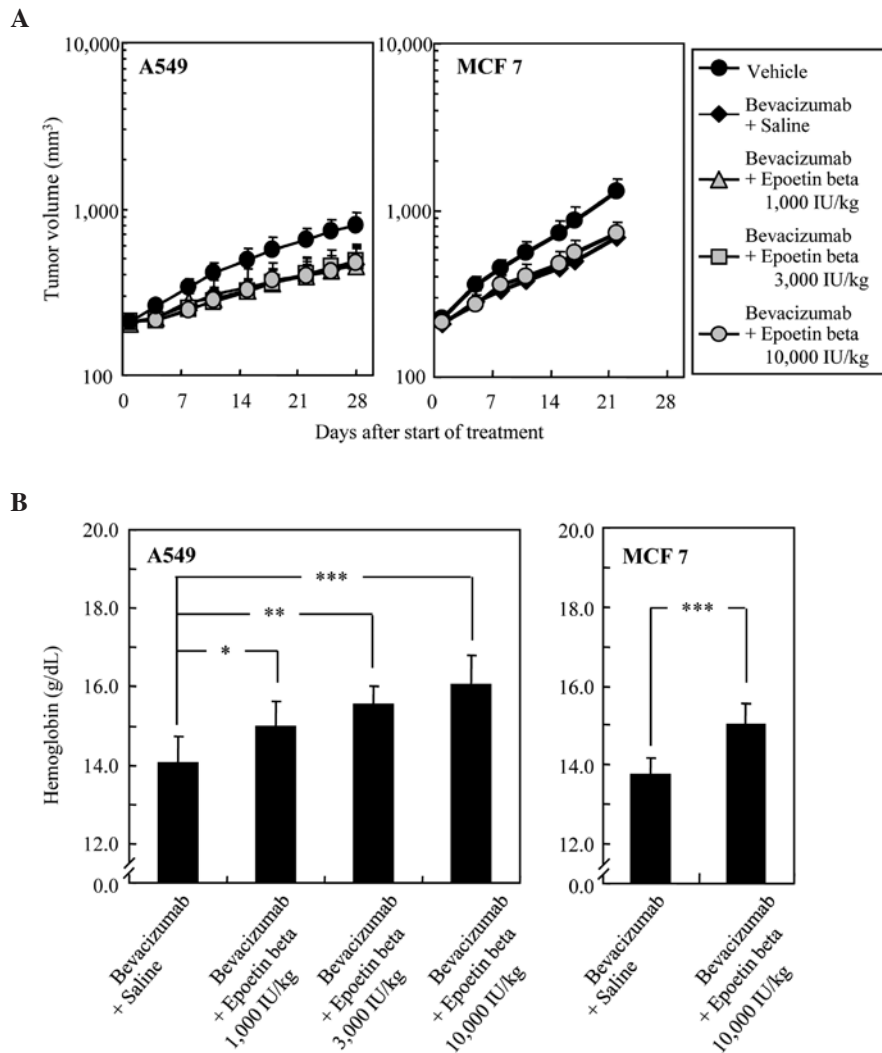 A
10,000
A549
1,000
100
Tumor volume (mm³)
0 7 14 21 28
10,000
MCF 7
1,000
100
0 7 14 21 28
Days after start of treatment
Vehicle
Bevacizumab
+ Saline
Bevacizumab
+ Epoetin beta
1,000 IU/kg
Bevacizumab
+ Epoetin beta
3,000 IU/kg
Bevacizumab
+ Epoetin beta
10,000 IU/kg
B
20.0
18.0
16.0
14.0
12.0
0.0
Hemoglobin (g/dL)
A549
***
**
*
Bevacizumab
+ Saline
Bevacizumab
+ Epoetin beta
1,000 IU/kg
Bevacizumab
+ Epoetin beta
3,000 IU/kg
Bevacizumab
+ Epoetin beta
10,000 IU/kg
20.0
18.0
16.0
14.0
12.0
0.0
MCF 7
***
Bevacizumab
+ Saline
Bevacizumab
+ Epoetin beta
10,000 IU/kg